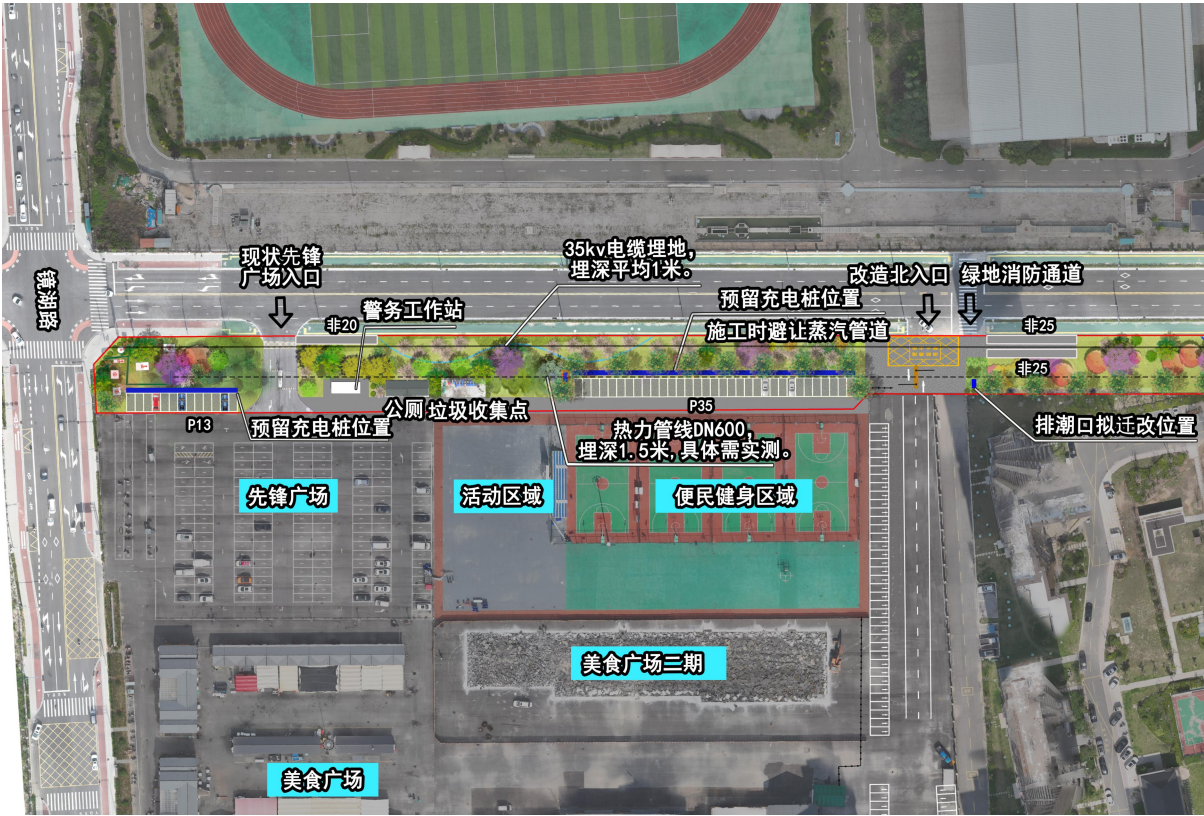 现状先锋
广场入口
35kv电缆埋地,
埋深平均1米。
改造北入口
绿地消防通道
镜湖路
警务工作站
预留充电桩位置
非20
施工时避让蒸汽管道
非25
非25
P13
预留充电桩位置
公厕
垃圾收集点
P35
热力管线DN600,
埋深1.5米,具体需实测。
排潮口拟迁改位置
先锋广场
活动区域
便民健身区域
美食广场二期
美食广场